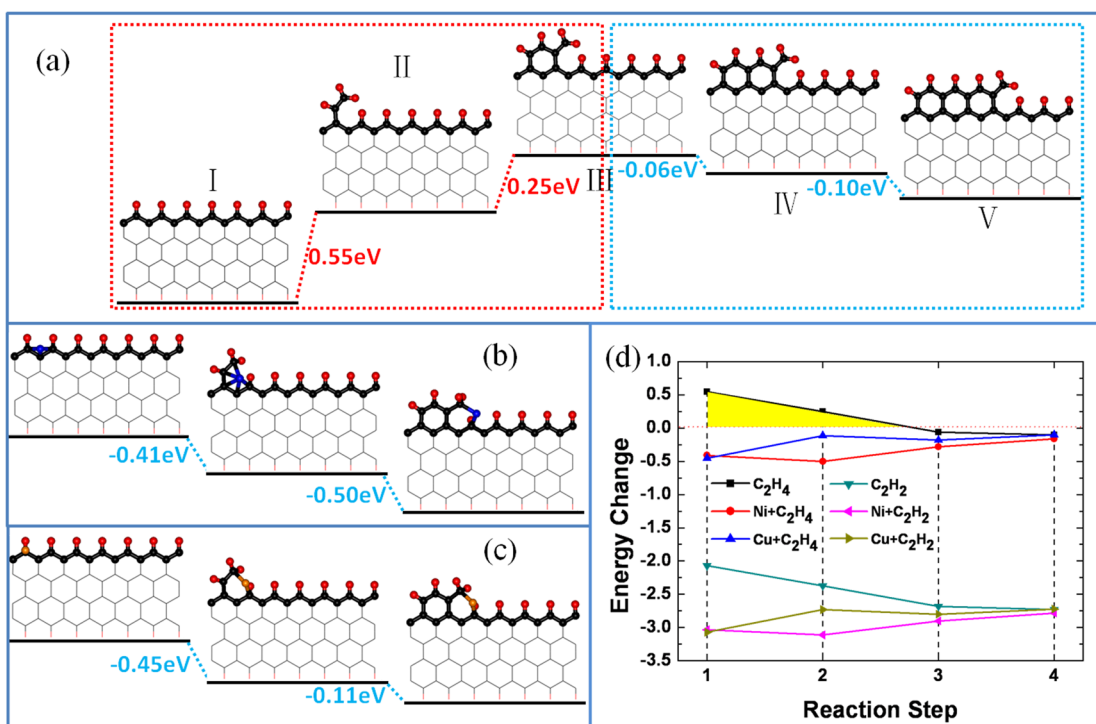 (a)
I
II
III
IV
V
0.55eV
0.25eV
-0.06eV
-0.10eV
(b)
-0.41eV
-0.50eV
(c)
-0.45eV
-0.11eV
(d)
Energy Change
1.0
0.5
0.0
-0.5
-1.0
-1.5
-2.0
-2.5
-3.0
-3.5
C₂H₄
C₂H₂
Ni+C₂H₄
Ni+C₂H₂
Cu+C₂H₄
Cu+C₂H₂
1
2
3
4
Reaction Step